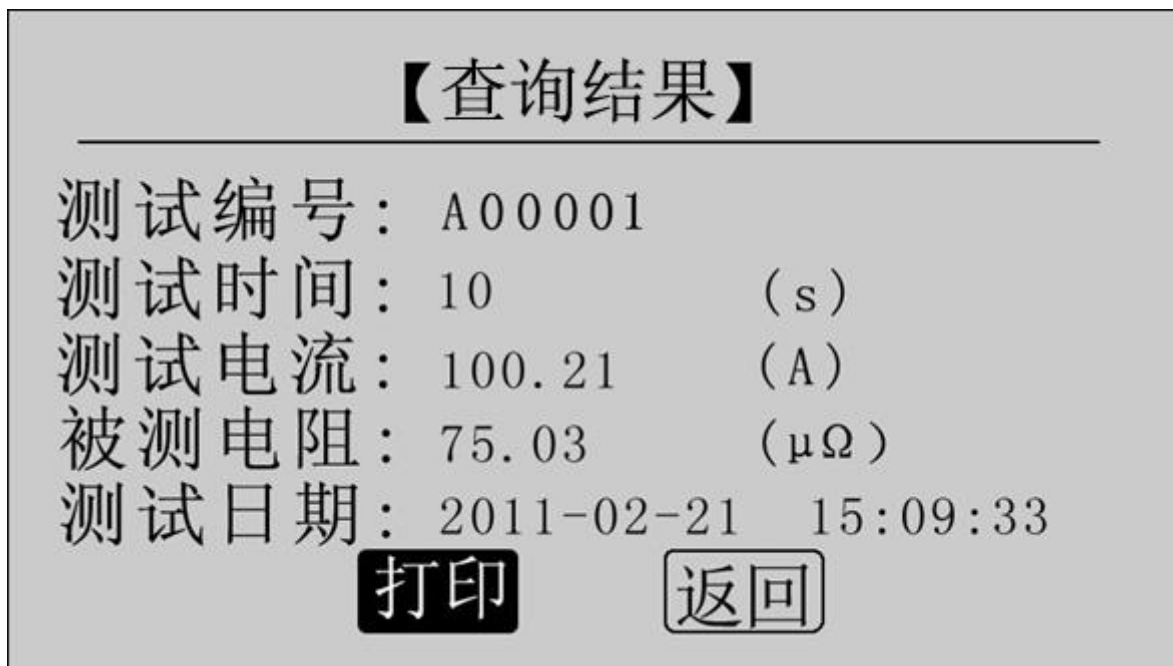 【查询结果】
测试编号: A00001
测试时间: 10 (s)
测试电流: 100.21 (A)
被测电阻: 75.03 (μΩ)
测试日期: 2011-02-21 15:09:33
打印 返回